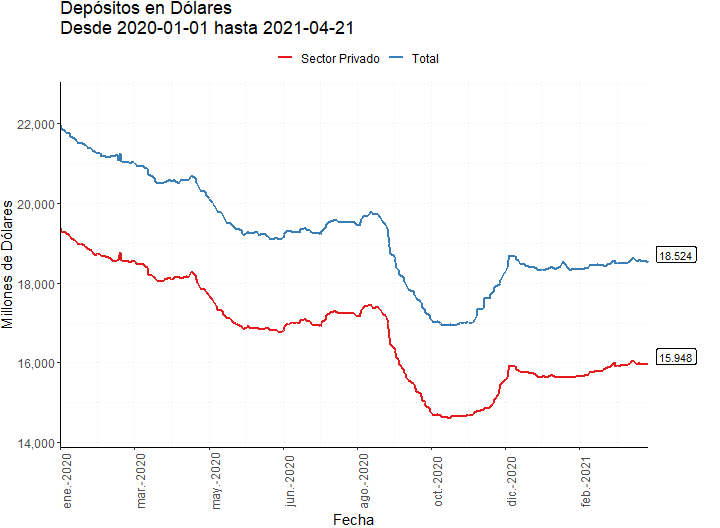 Depósitos en Dólares
Desde 2020-01-01 hasta 2021-04-21
Sector Privado Total
Millones de Dólares
22,000
20,000
18,000
16,000
14,000
18.524
15.948
ene.-2020
mar.-2020
may.-2020
jun.-2020
ago.-2020
oct.-2020
dic.-2020
feb.-2021
Fecha